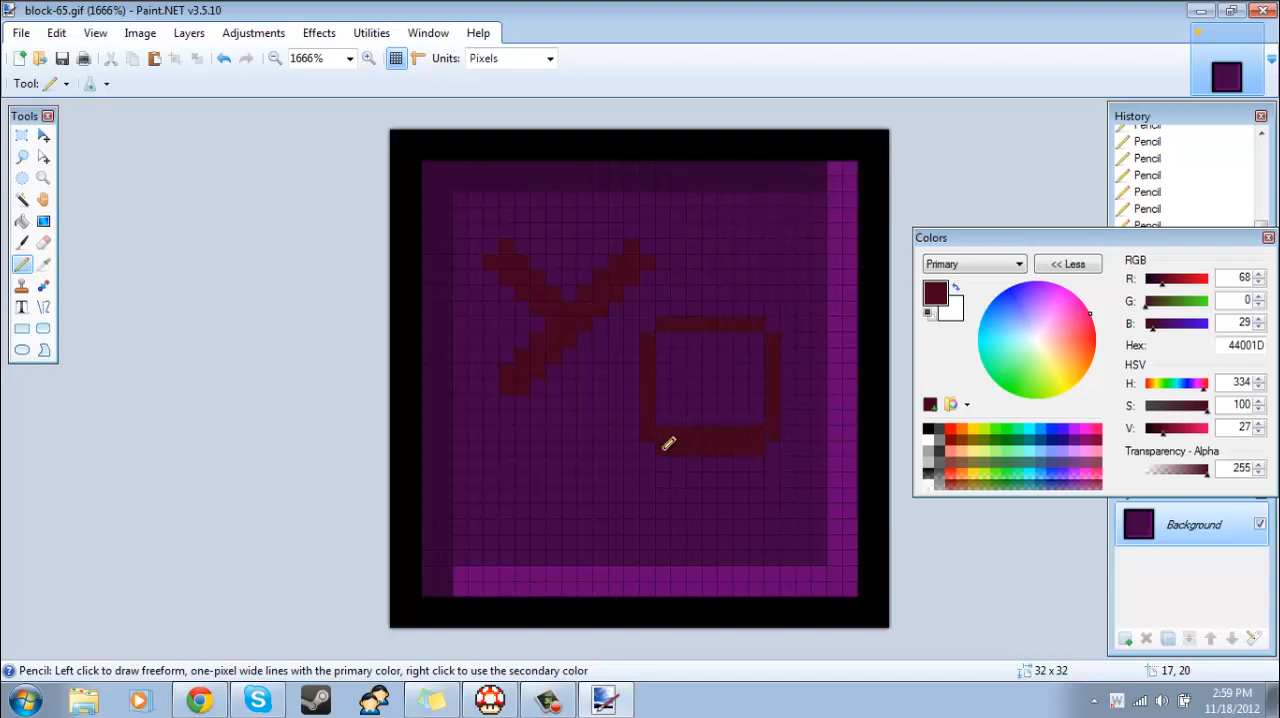 block-65.gif (1666%) - Paint.NET v3.5.10
File Edit View Image Layers Adjustments Effects Utilities Window Help
1666% Units: Pixels
Tool:
Tools
History
Pencil
Pencil
Pencil
Pencil
Pencil
Pencil
Pencil
Colors
Primary
<< Less
RGB
R: 68
G: 0
B: 29
Hex: 44001D
HSV
H: 334
S: 100
V: 27
Transparency - Alpha
255
Background
Pencil: Left click to draw freeform, one-pixel wide lines with the primary color, right click to use the secondary color
32 x 32
17, 20
2:59 PM
11/18/2012